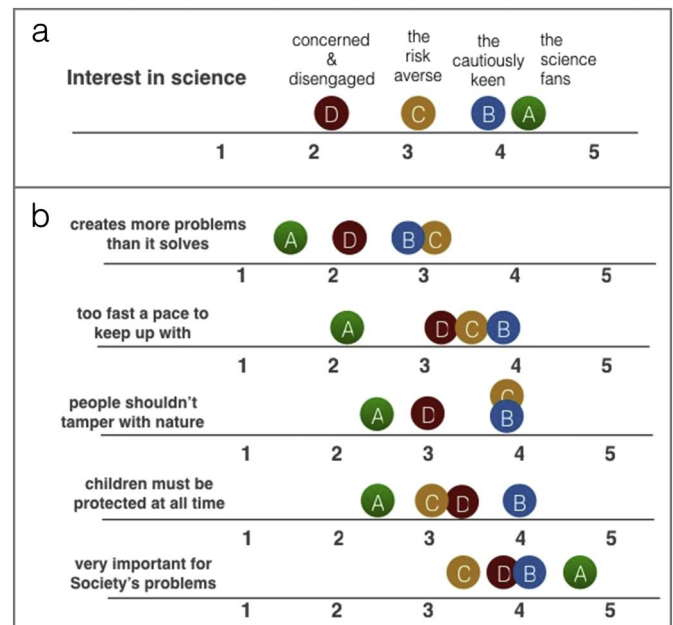 a
concerned
&
disengaged
the
risk
averse
the
cautiously
keen
the
science
fans
Interest in science
D C B A
1 2 3 4 5
b
creates more problems
than it solves
A D B C
1 2 3 4 5
too fast a pace to
keep up with
A D C B
1 2 3 4 5
people shouldn't
tamper with nature
A D C
B
1 2 3 4 5
children must be
protected at all time
A C D B
1 2 3 4 5
very important for
Society's problems
C D B A
1 2 3 4 5